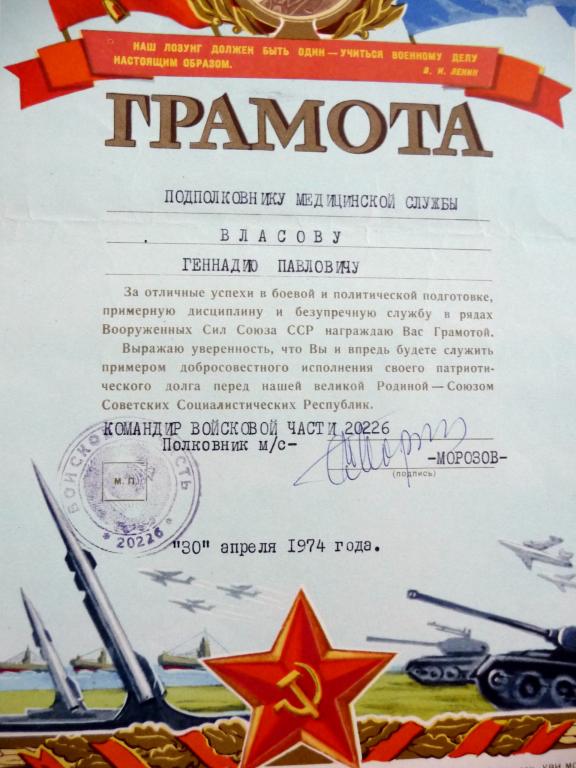 НАШ ЛОЗУНГ ДОЛЖЕН БЫТЬ ОДИН — УЧИТЬСЯ ВОЕННОМУ ДЕЛУ
НАСТОЯЩИМ ОБРАЗОМ.
В. И. ЛЕНИН
ГРАМОТА
ПОДПОЛКОВНИКУ МЕДИЦИНСКОЙ СЛУЖБЫ
ВЛАСОВУ
ГЕННАДИЮ ПАВЛОВИЧУ
За отличные успехи в боевой и политической подготовке,
примерную дисциплину и безупречную службу в рядах
Вооруженных Сил Союза ССР награждаю Вас Грамотой.
Выражаю уверенность, что Вы и впредь будете служить
примером добросовестного исполнения своего патриоти-
ческого долга перед нашей великой Родиной — Союзом
Советских Социалистических Республик.
КОМАНДИР ВОЙСКОВОЙ ЧАСТИ 20226
Полковник м/с-
-МОРОЗОВ-
(подпись)
М. П.
ВОЙСКОВАЯ ЧАСТЬ
* 20226 *
"30" апреля 1974 года.